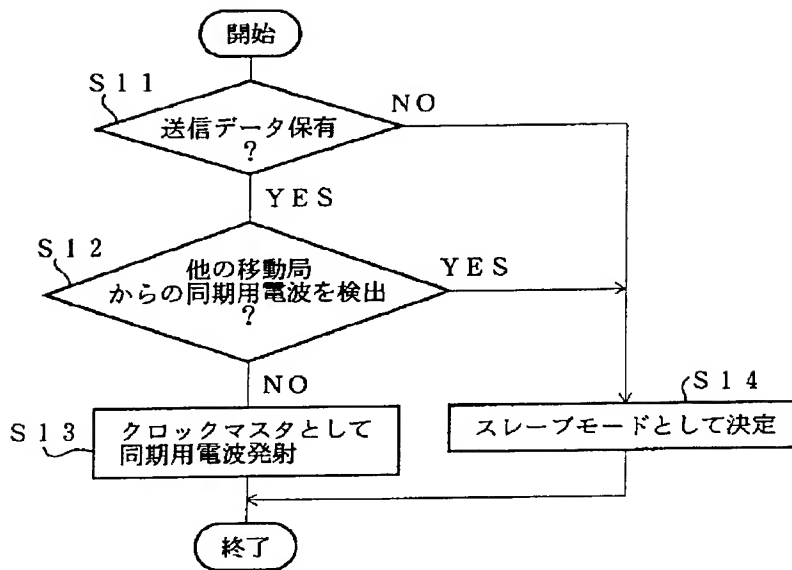 開始
S11
NO
送信データ保有
?
YES
S12
他の移動局
からの同期用電波を検出
?
YES
NO
S13
クロックマスタとして
同期用電波発射
S14
スレーブモードとして決定
終了